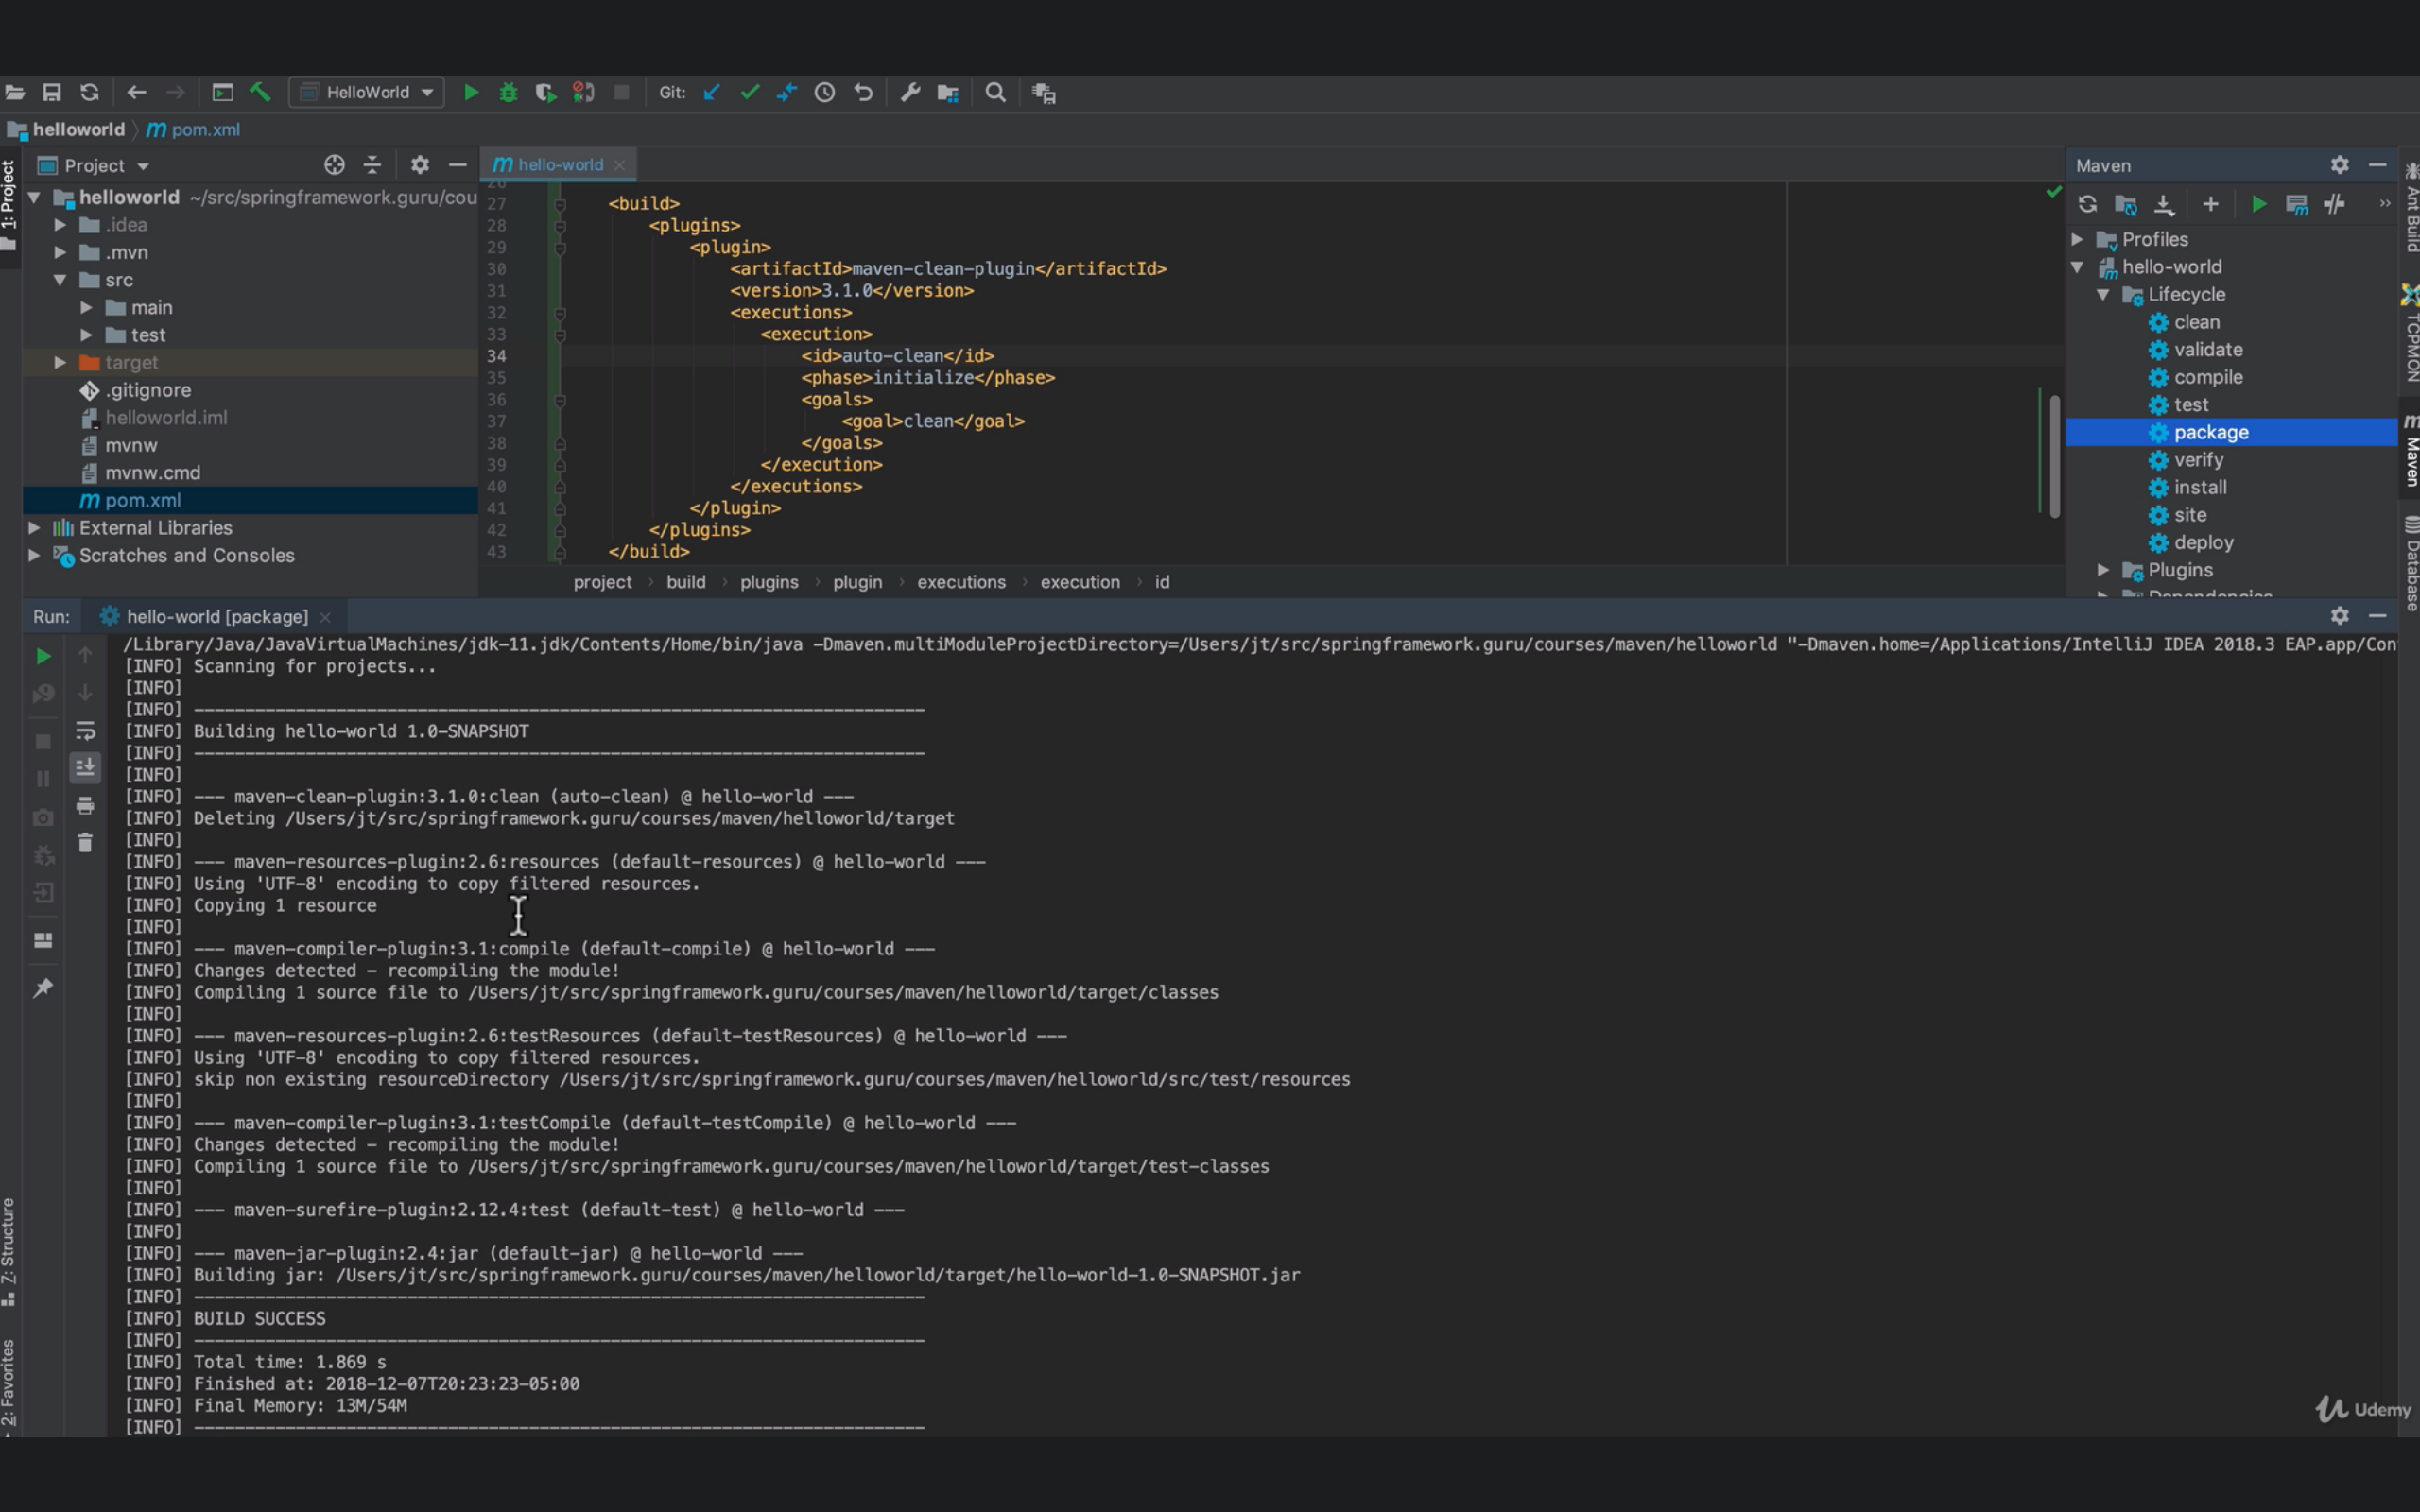 HelloWorld
Git:
helloworld
pom.xml
1: Project
Project
helloworld ~/src/springframework.guru/cou
.idea
.mvn
src
main
test
target
.gitignore
helloworld.iml
mvnw
mvnw.cmd
pom.xml
External Libraries
Scratches and Consoles
hello-world
27 <build>
28 <plugins>
29 <plugin>
30 <artifactId>maven-clean-plugin</artifactId>
31 <version>3.1.0</version>
32 <executions>
33 <execution>
34 <id>auto-clean</id>
35 <phase>initialize</phase>
36 <goals>
37 <goal>clean</goal>
38 </goals>
39 </execution>
40 </executions>
41 </plugin>
42 </plugins>
43 </build>
project › build › plugins › plugin › executions › execution › id
Maven
Profiles
hello-world
Lifecycle
clean
validate
compile
test
package
verify
install
site
deploy
Plugins
Dependencies
Ant Build
TCPMON
Maven
Database
Run: hello-world [package]
/Library/Java/JavaVirtualMachines/jdk-11.jdk/Contents/Home/bin/java -Dmaven.multiModuleProjectDirectory=/Users/jt/src/springframework.guru/courses/maven/helloworld "-Dmaven.home=/Applications/IntelliJ IDEA 2018.3 EAP.app/Con
[INFO] Scanning for projects...
[INFO]
[INFO] ------------------------------------------------------------------------
[INFO] Building hello-world 1.0-SNAPSHOT
[INFO] ------------------------------------------------------------------------
[INFO]
[INFO] --- maven-clean-plugin:3.1.0:clean (auto-clean) @ hello-world ---
[INFO] Deleting /Users/jt/src/springframework.guru/courses/maven/helloworld/target
[INFO]
[INFO] --- maven-resources-plugin:2.6:resources (default-resources) @ hello-world ---
[INFO] Using 'UTF-8' encoding to copy filtered resources.
[INFO] Copying 1 resource
[INFO]
[INFO] --- maven-compiler-plugin:3.1:compile (default-compile) @ hello-world ---
[INFO] Changes detected - recompiling the module!
[INFO] Compiling 1 source file to /Users/jt/src/springframework.guru/courses/maven/helloworld/target/classes
[INFO]
[INFO] --- maven-resources-plugin:2.6:testResources (default-testResources) @ hello-world ---
[INFO] Using 'UTF-8' encoding to copy filtered resources.
[INFO] skip non existing resourceDirectory /Users/jt/src/springframework.guru/courses/maven/helloworld/src/test/resources
[INFO]
[INFO] --- maven-compiler-plugin:3.1:testCompile (default-testCompile) @ hello-world ---
[INFO] Changes detected - recompiling the module!
[INFO] Compiling 1 source file to /Users/jt/src/springframework.guru/courses/maven/helloworld/target/test-classes
[INFO]
[INFO] --- maven-surefire-plugin:2.12.4:test (default-test) @ hello-world ---
[INFO]
[INFO] --- maven-jar-plugin:2.4:jar (default-jar) @ hello-world ---
[INFO] Building jar: /Users/jt/src/springframework.guru/courses/maven/helloworld/target/hello-world-1.0-SNAPSHOT.jar
[INFO] ------------------------------------------------------------------------
[INFO] BUILD SUCCESS
[INFO] ------------------------------------------------------------------------
[INFO] Total time: 1.869 s
[INFO] Finished at: 2018-12-07T20:23:23-05:00
[INFO] Final Memory: 13M/54M
[INFO] ------------------------------------------------------------------------
Z: Structure
2: Favorites
Udemy